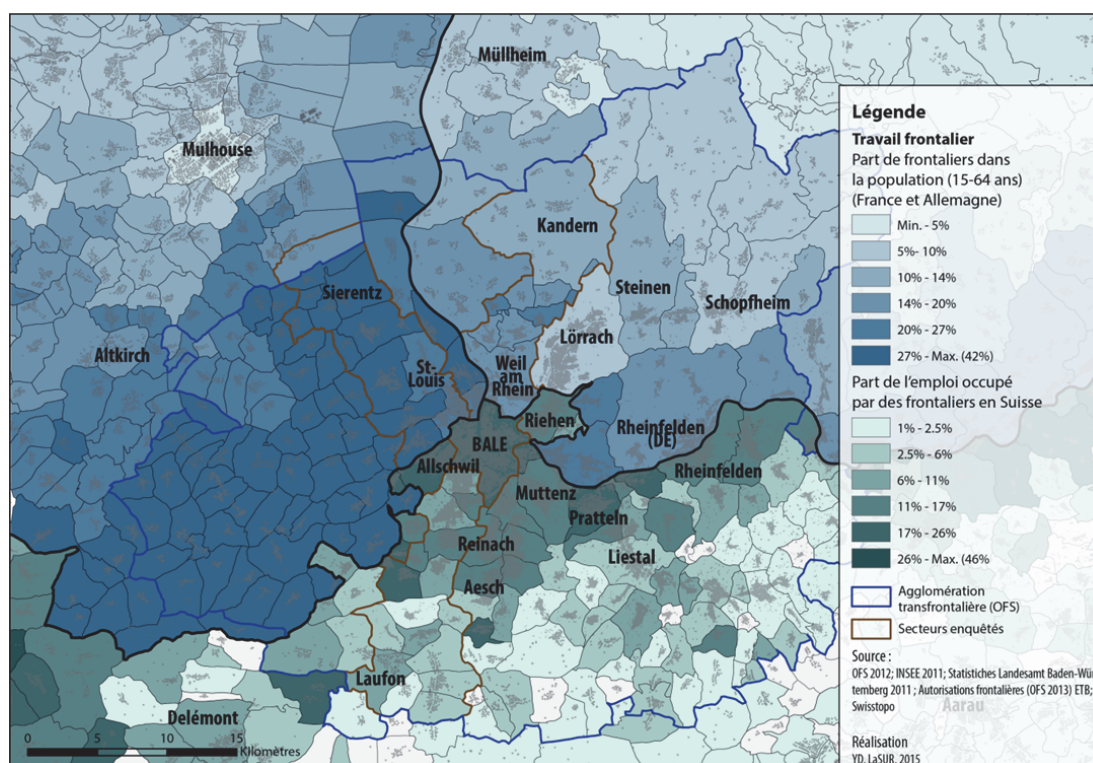 Müllheim
Mulhouse
Kandern
Sierentz
Steinen
Schopfheim
Lörrach
Altkirch
St-
Louis
Weil
am
Rhein
Riehen
Rheinfelden
(DE)
BALE
Allschwil
Rheinfelden
Muttenz
Pratteln
Reinach
Liestal
Aesch
Laufon
Delémont
0 5 10 15
Kilomètres
Légende
Travail frontalier
Part de frontaliers dans
la population (15-64 ans)
(France et Allemagne)
Min. - 5%
5%- 10%
10% - 14%
14% - 20%
20% - 27%
27% - Max. (42%)
Part de l'emploi occupé
par des frontaliers en Suisse
1% - 2.5%
2.5% - 6%
6% - 11%
11% - 17%
17% - 26%
26% - Max. (46%
Agglomération
transfrontalière (OFS)
Secteurs enquêtés
Source :
OFS 2012; INSEE 2011; Statistiches Landesamt Baden-Wür
temberg 2011 ; Autorisations frontalières (OFS 2013) ETB;
Swisstopo
Aarau
Réalisation
YD, LaSUR, 2015